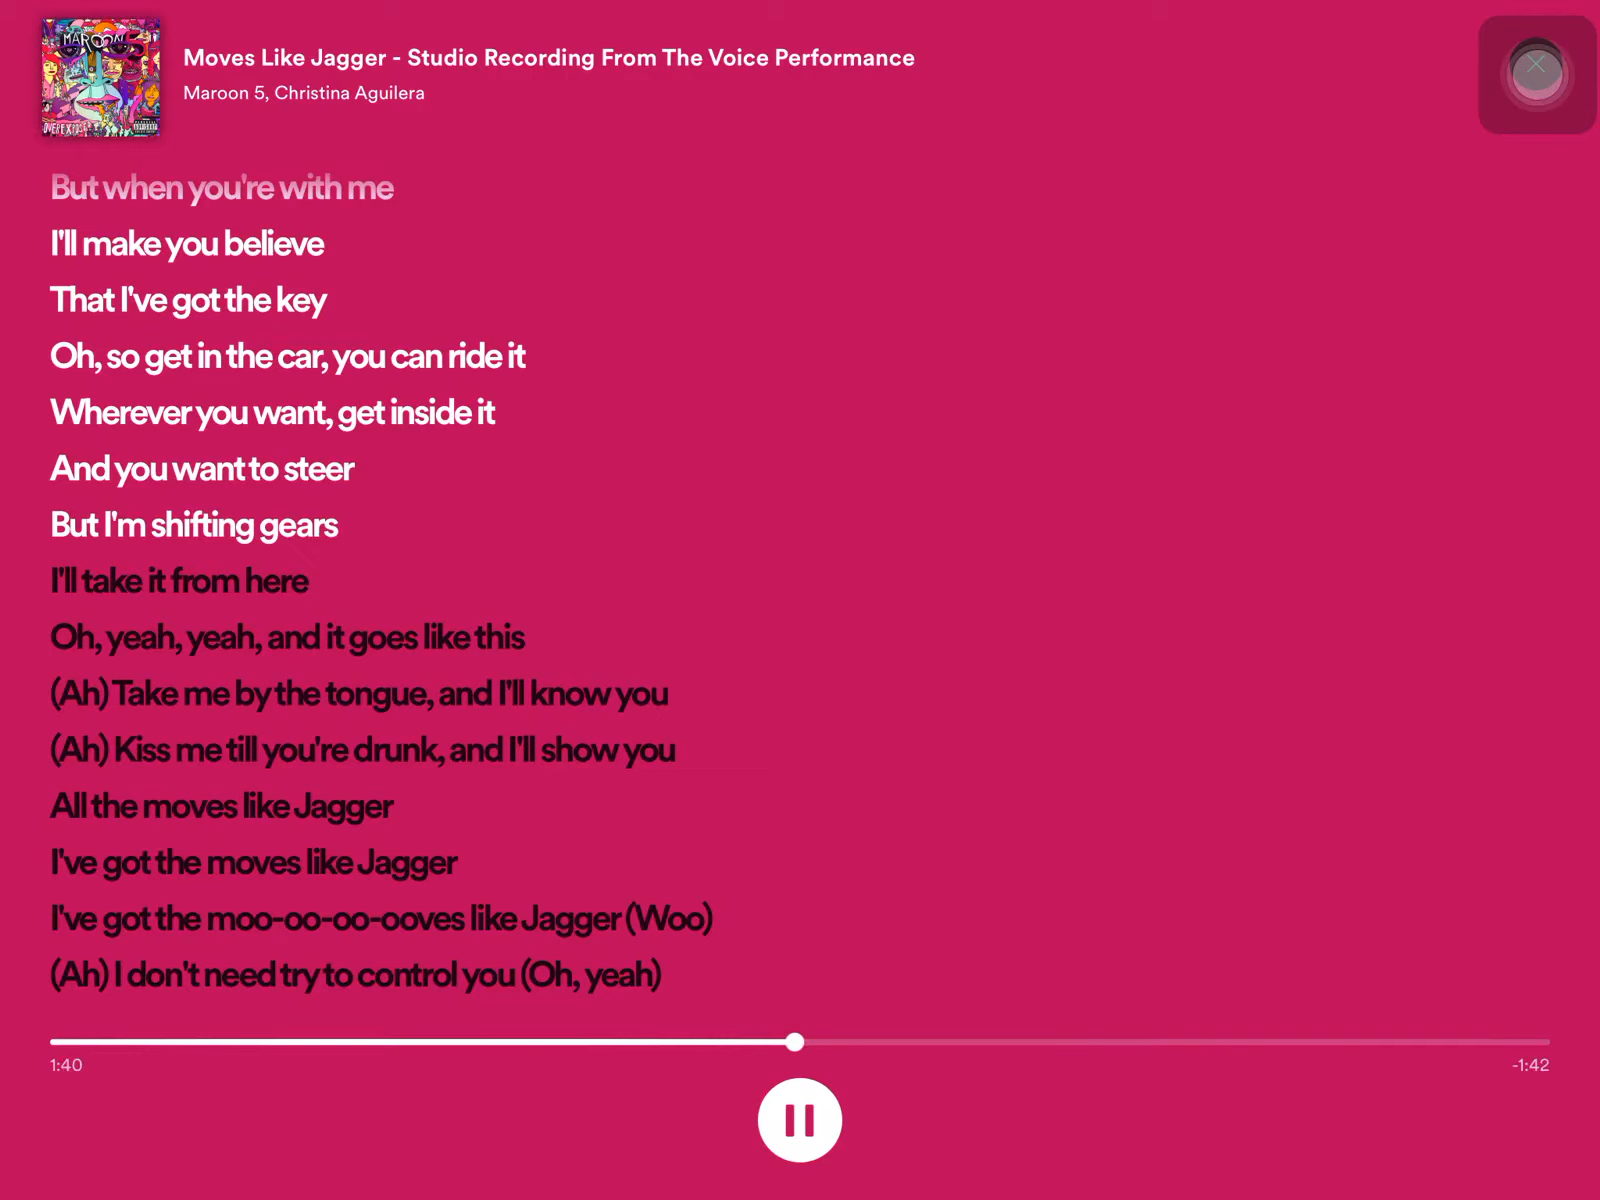 MAROON 5
OVEREXPOSED
Moves Like Jagger - Studio Recording From The Voice Performance
Maroon 5, Christina Aguilera
But when you're with me
I'll make you believe
That I've got the key
Oh, so get in the car, you can ride it
Wherever you want, get inside it
And you want to steer
But I'm shifting gears
I'll take it from here
Oh, yeah, yeah, and it goes like this
(Ah) Take me by the tongue, and I'll know you
(Ah) Kiss me till you're drunk, and I'll show you
All the moves like Jagger
I've got the moves like Jagger
I've got the moo-oo-oo-ooves like Jagger (Woo)
(Ah) I don't need try to control you (Oh, yeah)
1:40
-1:42